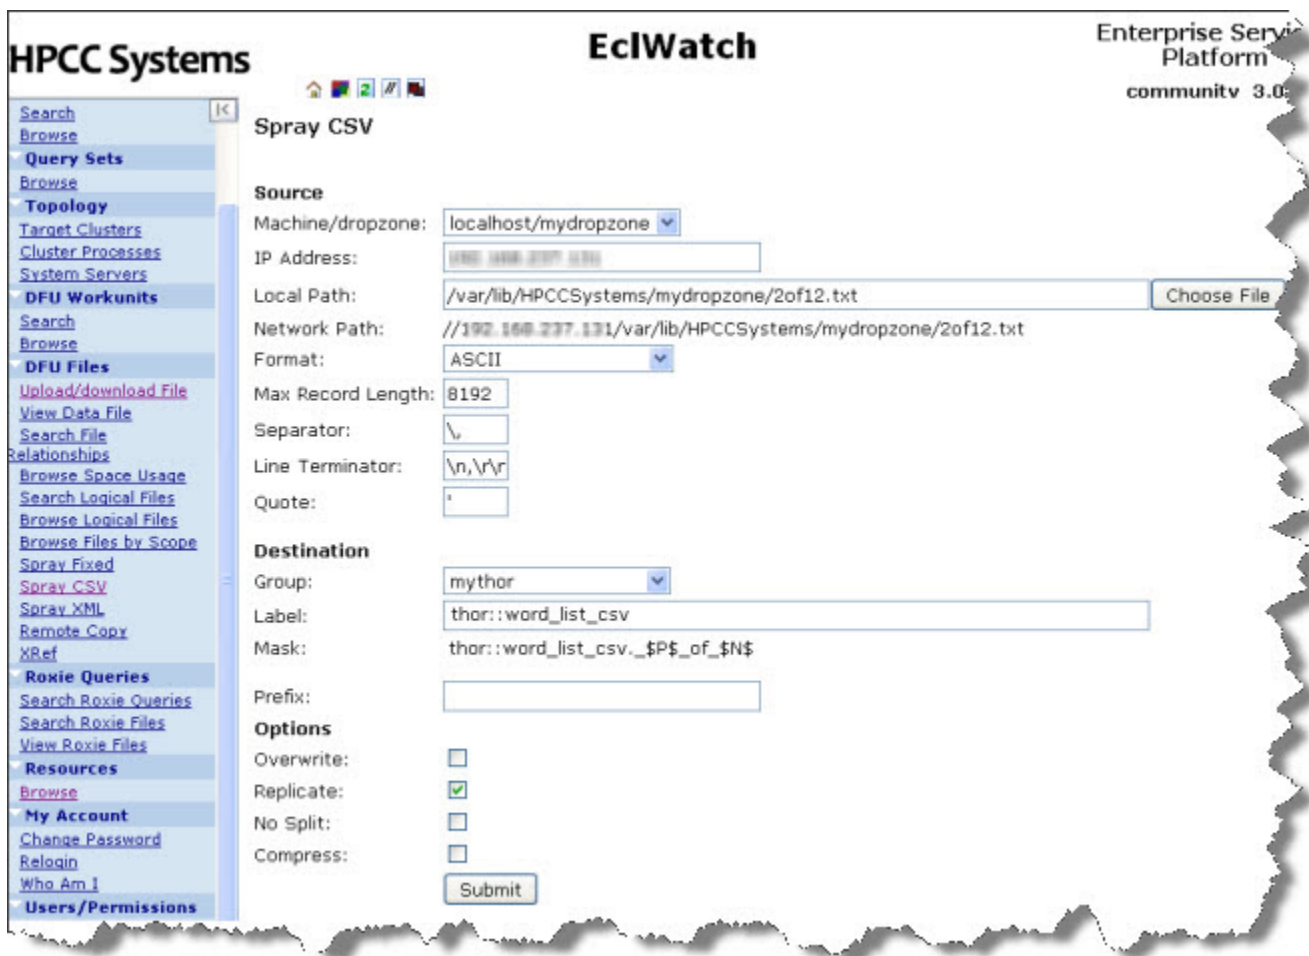 HPCC Systems
EclWatch
Enterprise
Platform
community 3.0
Search
Browse
Query Sets
Browse
Topology
Target Clusters
Cluster Processes
System Servers
DFU Workunits
Search
Browse
DFU Files
Upload/download File
View Data File
Search File
Relationships
Browse Space Usage
Search Logical Files
Browse Logical Files
Browse Files by Scope
Spray Fixed
Spray CSV
Spray XML
Remote Copy
XRef
Roxie Queries
Search Roxie Queries
Search Roxie Files
View Roxie Files
Resources
Browse
My Account
Change Password
Relogin
Who Am I
Users/Permissions
Spray CSV
Source
Machine/dropzone: localhost/mydropzone
IP Address:
Local Path: /var/lib/HPCCSystems/mydropzone/2of12.txt Choose File
Network Path: /var/lib/HPCCSystems/mydropzone/2of12.txt
Format: ASCII
Max Record Length: 8192
Separator: \,
Line Terminator: \n,\r\r
Quote: '
Destination
Group: mythor
Label: thor::word_list_csv
Mask: thor::word_list_csv._$P$_of_$N$
Prefix:
Options
Overwrite:
Replicate:
No Split:
Compress:
Submit